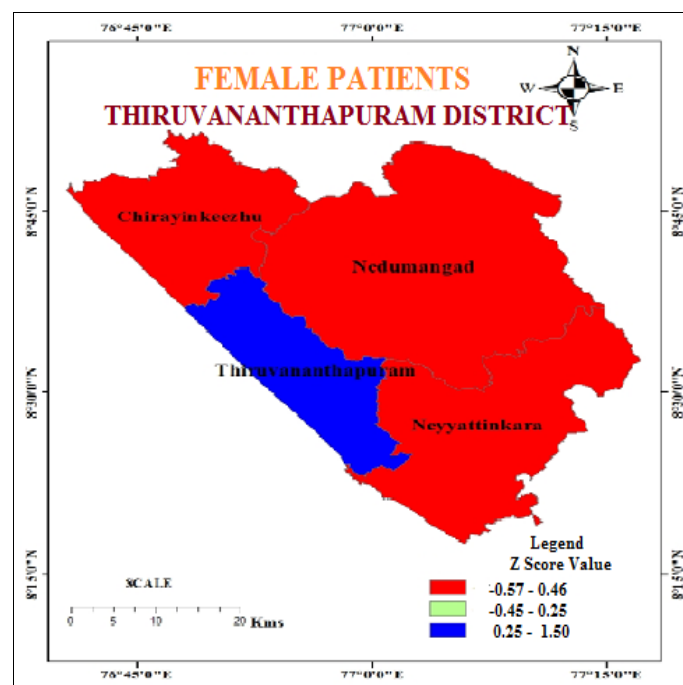 76°45'0"E 77°0'0"E 77°15'0"E
FEMALE PATIENTS
THIRUVANANTHAPURAM DISTRICT
N
W E
S
8°45'0"N 8°45'0"N
Chirayinkeezhu
Nedumangad
Thiruvananthapuram
8°30'0"N 8°30'0"N
Neyyattinkara
Legend
Z Score Value
8°15'0"N 8°15'0"N
SCALE
-0.57 - 0.46
-0.45 - 0.25
0.25 - 1.50
0 5 10 20
Kms
76°45'0"E 77°0'0"E 77°15'0"E